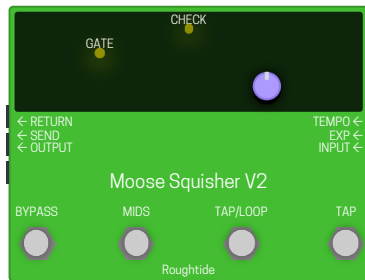 CHECK
GATE
← RETURN
TEMPO ←
← SEND
EXP ←
← OUTPUT
INPUT ←
Moose Squisher V2
BYPASS MIDS TAP/LOOP TAP
Roughtide